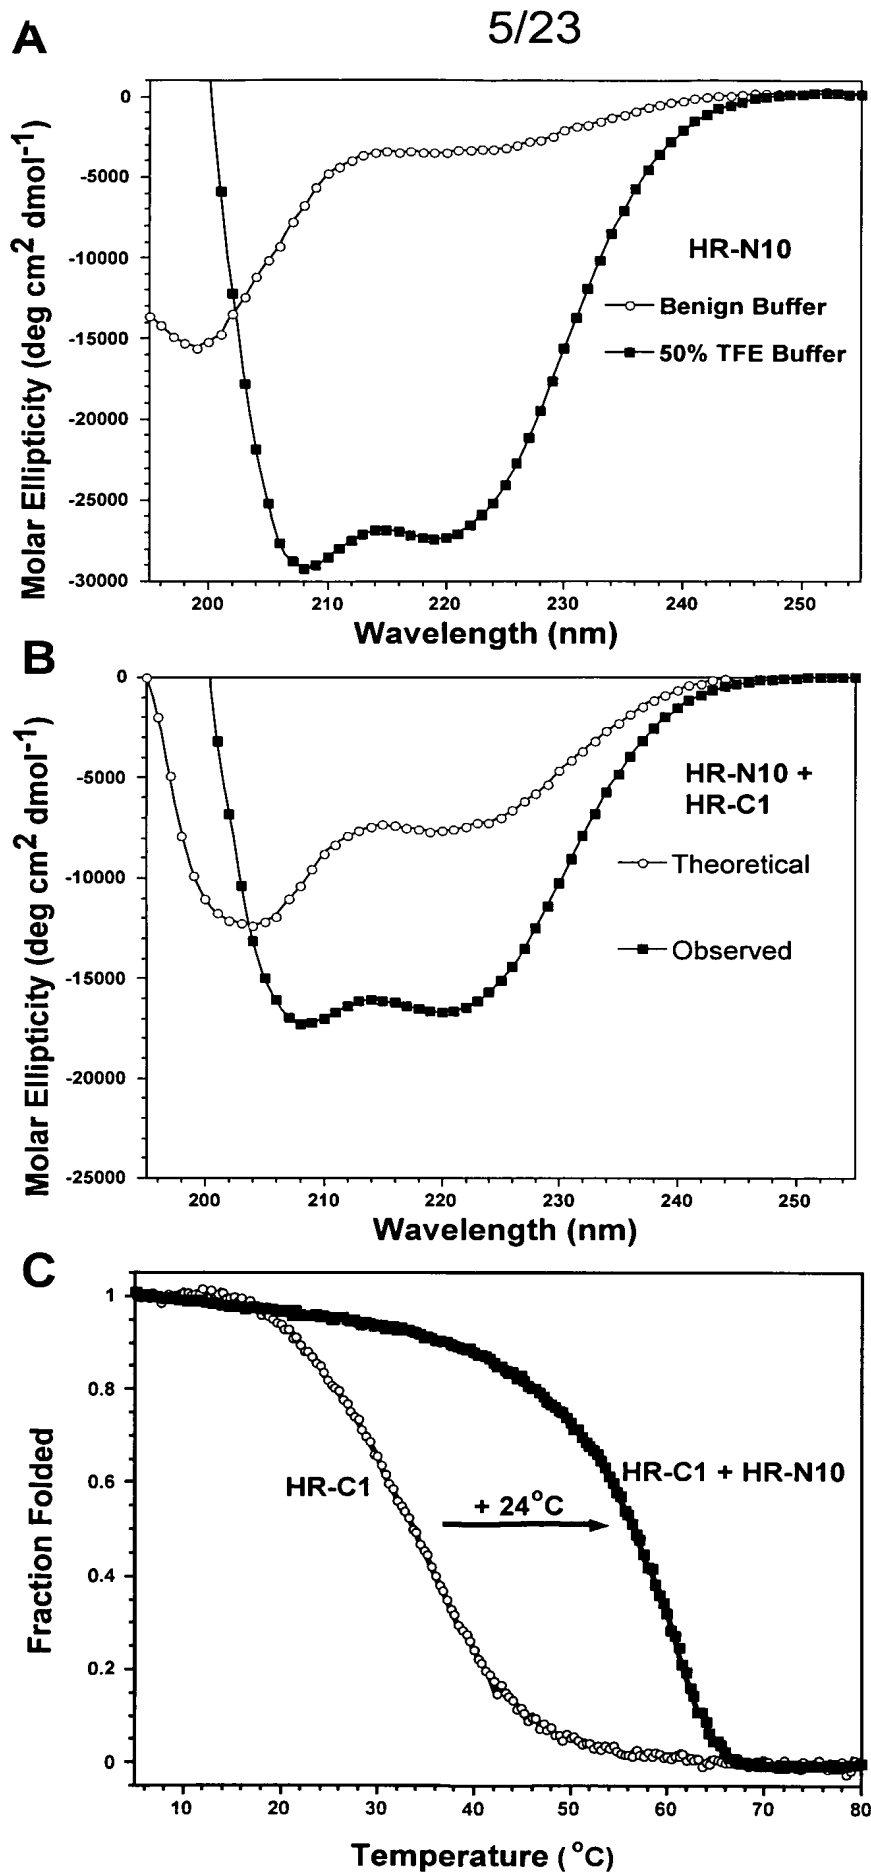 5/23
A
Molar Ellipticity (deg cm2 dmol-1)
0
-5000
-10000
-15000
-20000
-25000
-30000
HR-N10
Benign Buffer
50% TFE Buffer
200 210 220 230 240 250
Wavelength (nm)
B
Molar Ellipticity (deg cm2 dmol-1)
0
-5000
-10000
-15000
-20000
-25000
HR-N10 +
HR-C1
Theoretical
Observed
200 210 220 230 240 250
Wavelength (nm)
C
Fraction Folded
1
0.8
0.6
0.4
0.2
0
HR-C1
+ 24°C
HR-C1 + HR-N10
10 20 30 40 50 60 70 80
Temperature (°C)